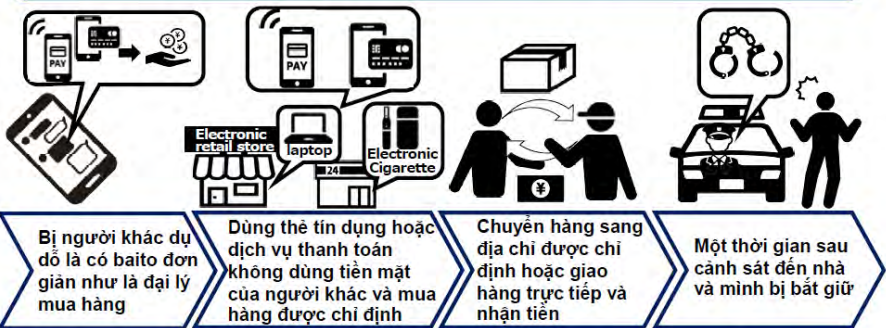 PAY
¥
¥
¥
PAY
Electronic
retail store
laptop
24
Electronic
Cigarette
¥
Bị người khác dụ
dỗ là có baito đơn
giản như là đại lý
mua hàng
Dùng thẻ tín dụng hoặc
dịch vụ thanh toán
không dùng tiền mặt
của người khác và mua
hàng được chỉ định
Chuyển hàng sang
địa chỉ được chỉ
định hoặc giao
hàng trực tiếp và
nhận tiền
Một thời gian sau
cảnh sát đến nhà
và mình bị bắt giữ